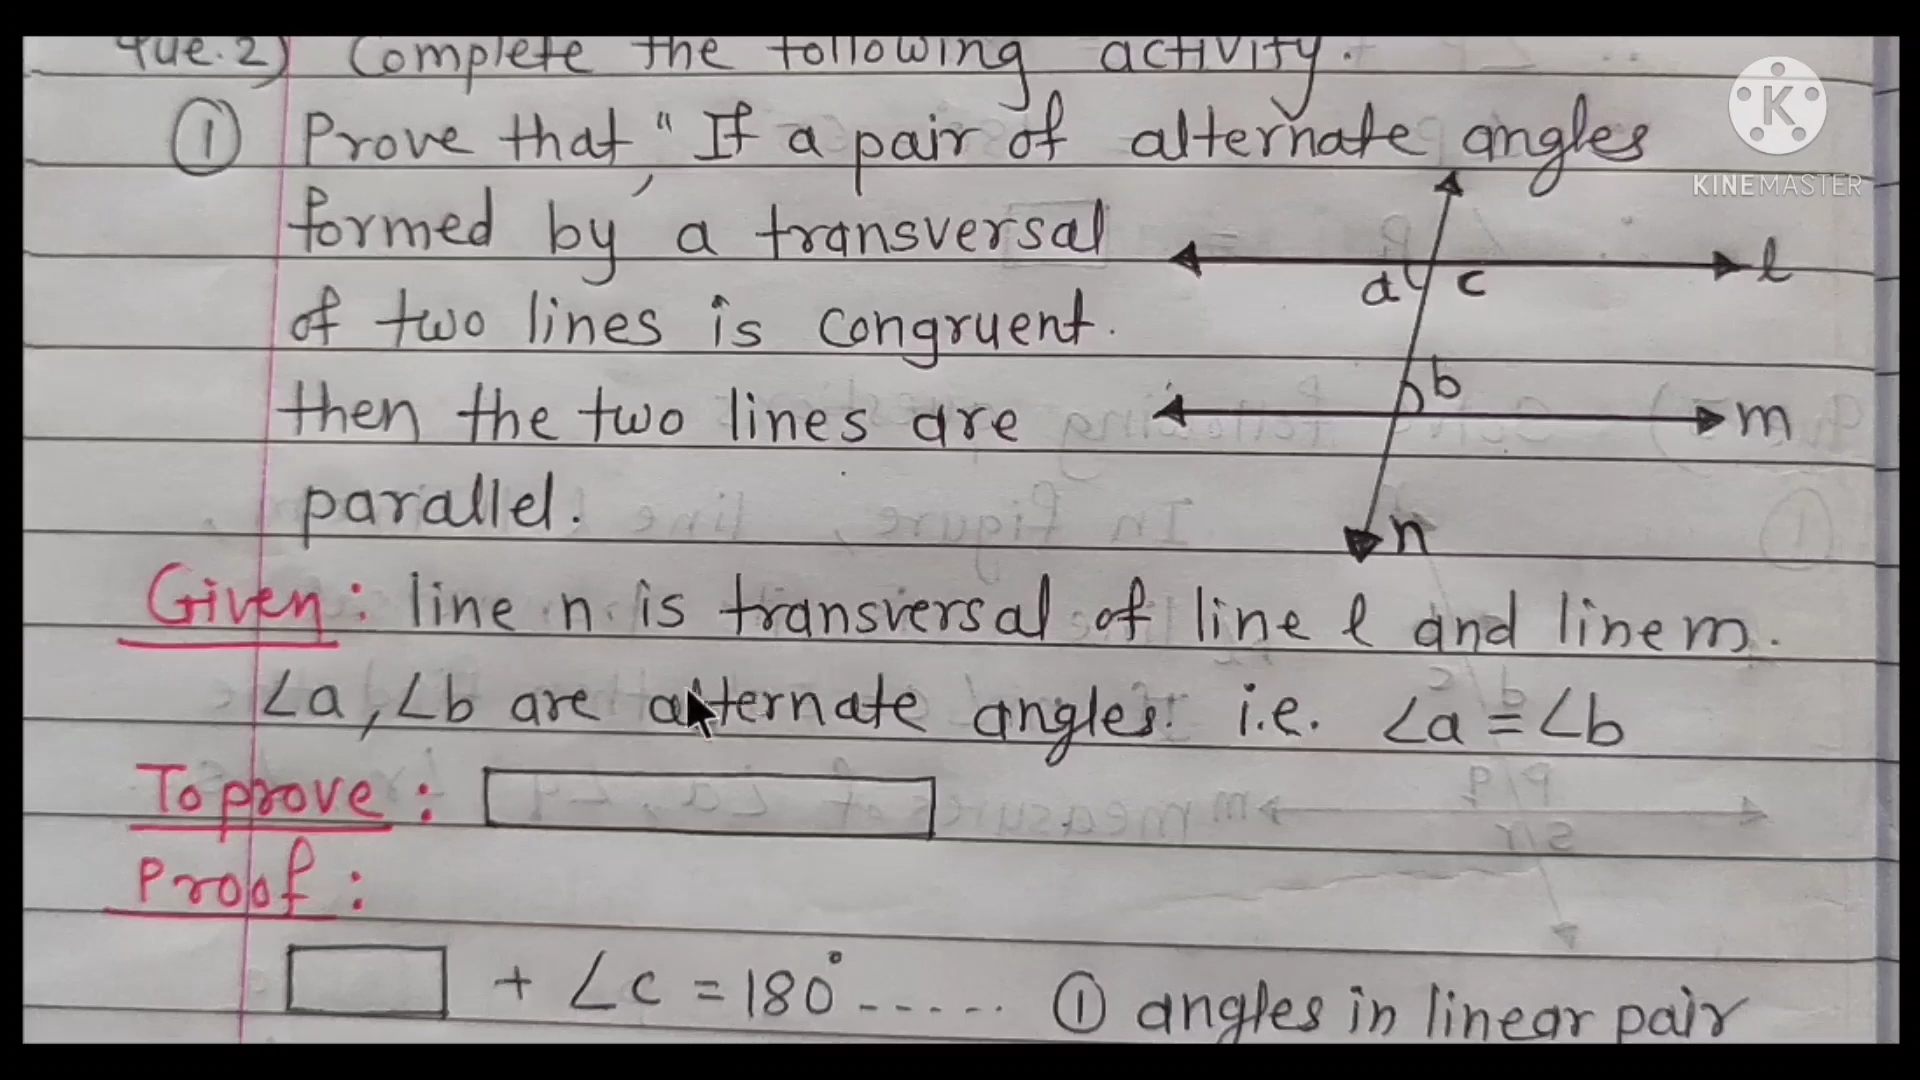 Que.2) Complete the following activity.
① Prove that "If a pair of alternate angles
formed by a transversal
of two lines is congruent.
then the two lines are
parallel.
l
a c
b
m
n
Given: line n is transversal of line l and line m.
∠a, ∠b are alternate angles. i.e. ∠a = ∠b
To prove:
Proof:
+ ∠c = 180° ..... ① angles in linear pair
K
KINEMASTER